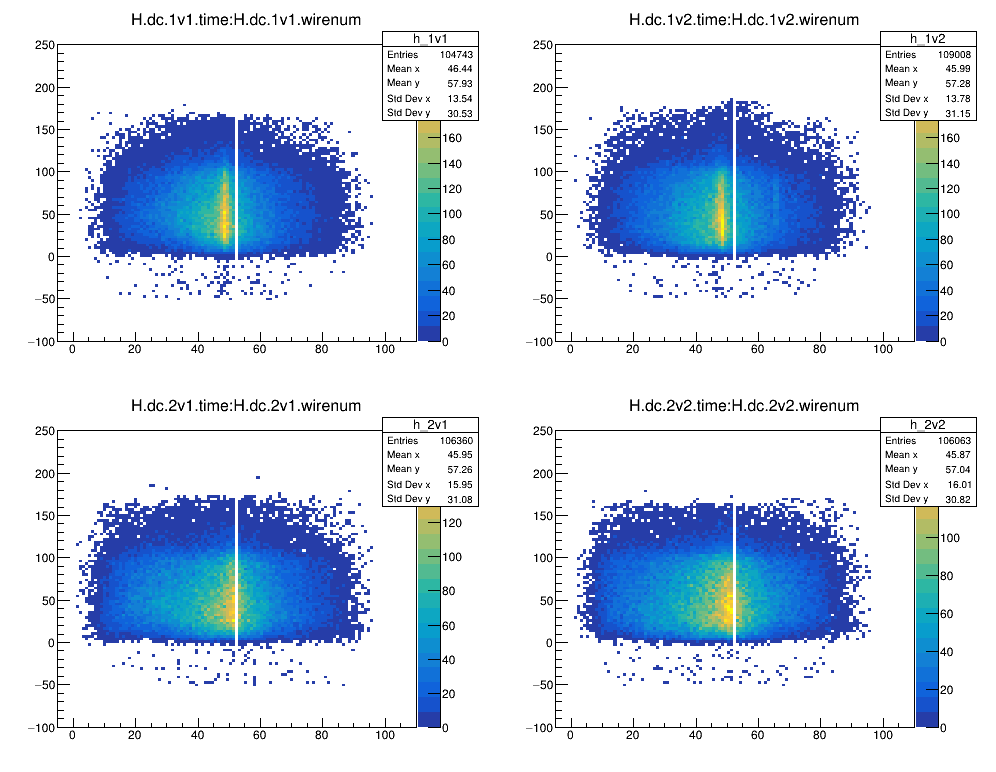 H.dc.1v1.time:H.dc.1v1.wirenum
h_1v1
Entries 104743
Mean x 46.44
Mean y 57.93
Std Dev x 13.54
Std Dev y 30.53
250
200
150
100
50
0
−50
−100
0 20 40 60 80 100
160
140
120
100
80
60
40
20
0
H.dc.1v2.time:H.dc.1v2.wirenum
h_1v2
Entries 109008
Mean x 45.99
Mean y 57.28
Std Dev x 13.78
Std Dev y 31.15
250
200
150
100
50
0
−50
−100
0 20 40 60 80 100
160
140
120
100
80
60
40
20
0
H.dc.2v1.time:H.dc.2v1.wirenum
h_2v1
Entries 106360
Mean x 45.95
Mean y 57.26
Std Dev x 15.95
Std Dev y 31.08
250
200
150
100
50
0
−50
−100
0 20 40 60 80 100
120
100
80
60
40
20
0
H.dc.2v2.time:H.dc.2v2.wirenum
h_2v2
Entries 106063
Mean x 45.87
Mean y 57.04
Std Dev x 16.01
Std Dev y 30.82
250
200
150
100
50
0
−50
−100
0 20 40 60 80 100
100
80
60
40
20
0